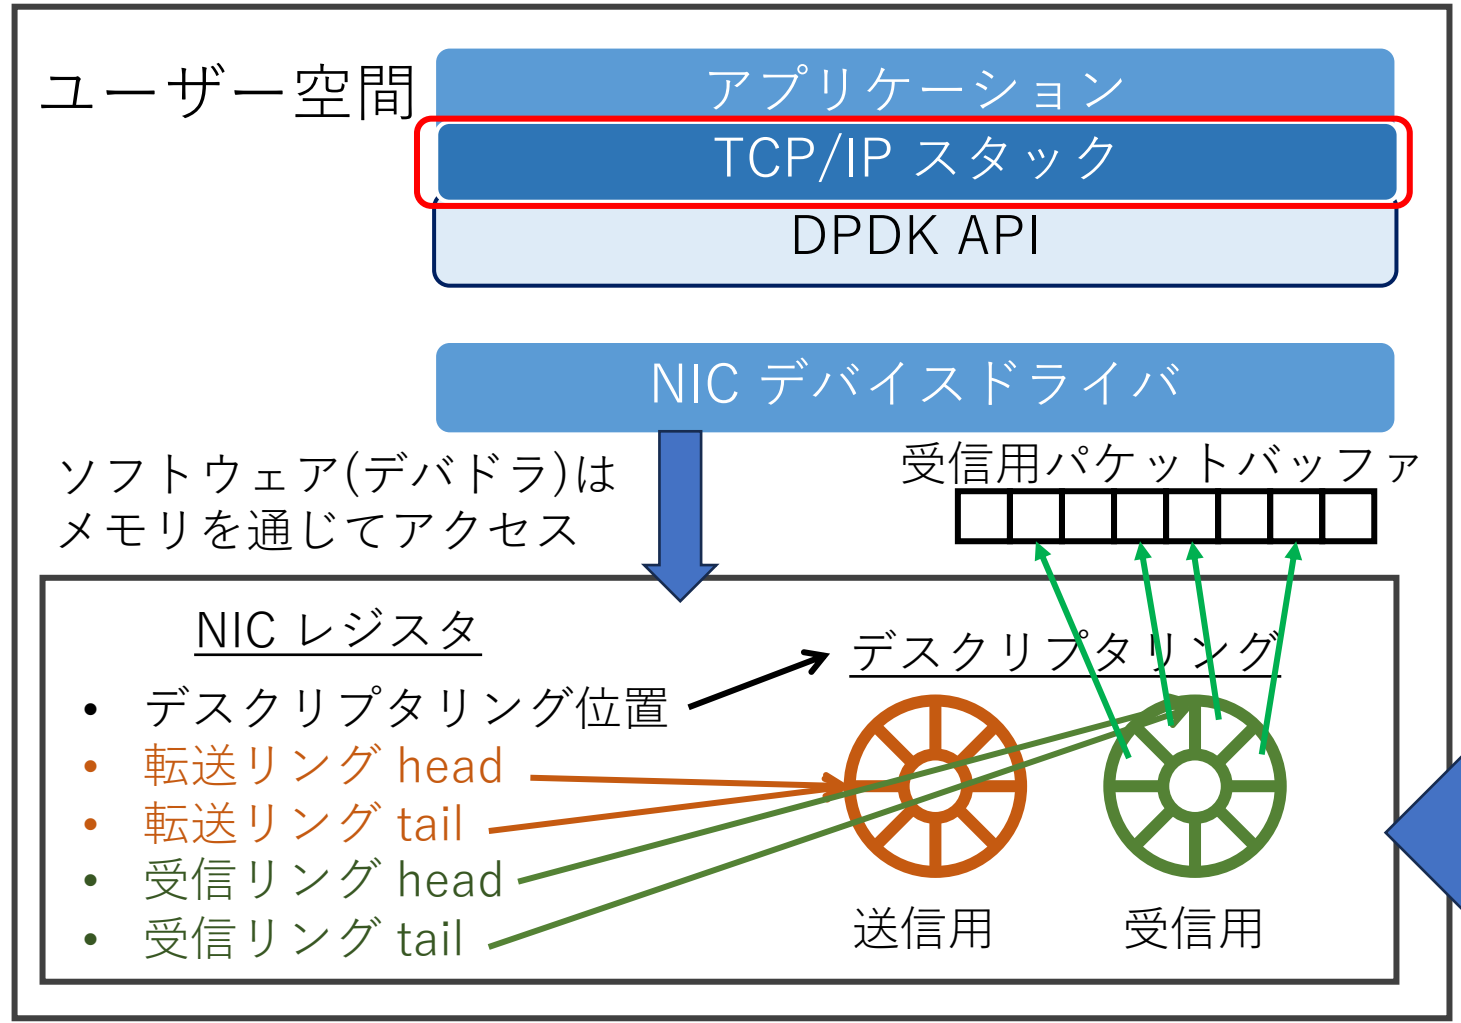 ユーザー空間
アプリケーション
TCP/IP スタック
DPDK API
NIC デバイスドライバ
ソフトウェア(デバドラ)は
メモリを通じてアクセス
受信用パケットバッファ
NIC レジスタ
• デスクリプタリング位置
• 転送リング head
• 転送リング tail
• 受信リング head
• 受信リング tail
デスクリプタリング
送信用
受信用